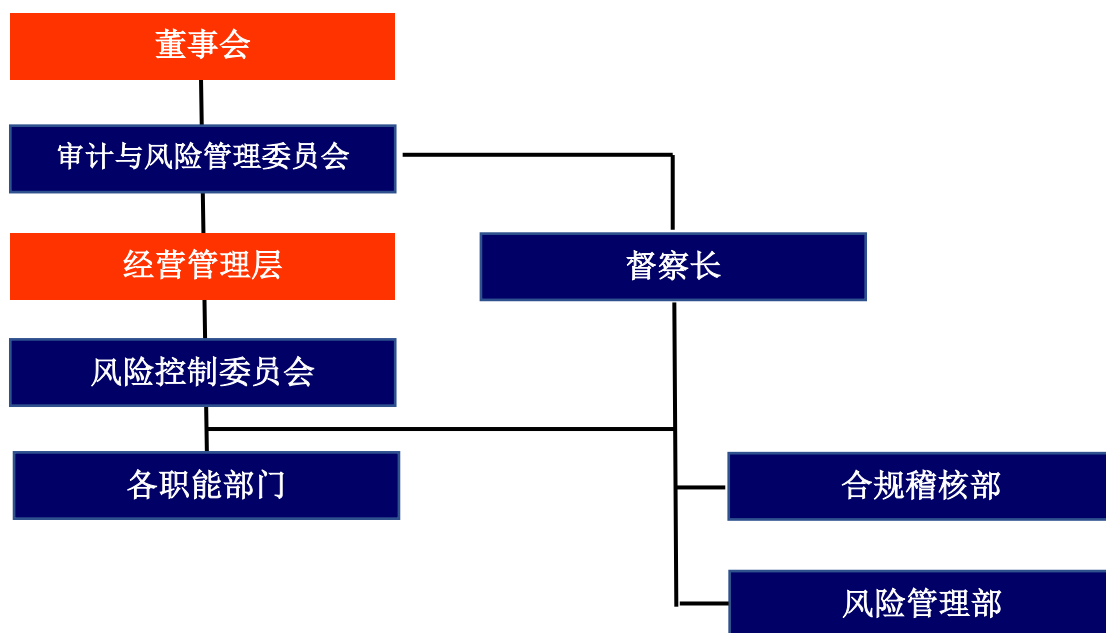 董事会
审计与风险管理委员会
经营管理层
督察长
风险控制委员会
各职能部门
合规稽核部
风险管理部